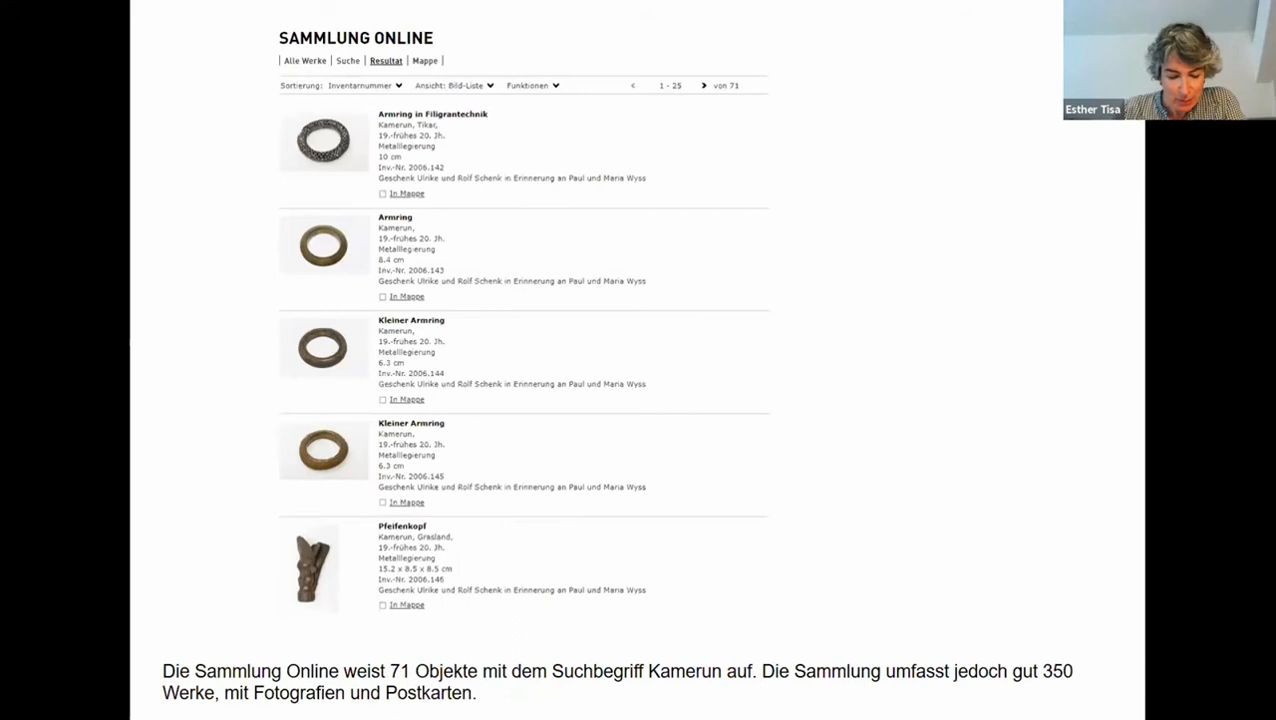 SAMMLUNG ONLINE
Alle Werke | Suche | Resultat | Mappe |
Sortierung: Inventarnummer Ansicht: Bild-Liste Funktionen < 1 - 25 > von 71
Armring in Filigrantechnik
Kamerun, Tikar,
19.-frühes 20. Jh.
Metalllegierung
10 cm
Inv.-Nr. 2006.142
Geschenk Ulrike und Rolf Schenk in Erinnerung an Paul und Maria Wyss
In Mappe
Armring
Kamerun,
19.-frühes 20. Jh.
Metalllegierung
8.4 cm
Inv.-Nr. 2006.143
Geschenk Ulrike und Rolf Schenk in Erinnerung an Paul und Maria Wyss
In Mappe
Kleiner Armring
Kamerun,
19.-frühes 20. Jh.
Metalllegierung
6.3 cm
Inv.-Nr. 2006.144
Geschenk Ulrike und Rolf Schenk in Erinnerung an Paul und Maria Wyss
In Mappe
Kleiner Armring
Kamerun,
19.-frühes 20. Jh.
Metalllegierung
6.3 cm
Inv.-Nr. 2006.145
Geschenk Ulrike und Rolf Schenk in Erinnerung an Paul und Maria Wyss
In Mappe
Pfeifenkopf
Kamerun, Grasland,
19.-frühes 20. Jh.
Metalllegierung
15.2 x 8.5 x 8.5 cm
Inv.-Nr. 2006.146
Geschenk Ulrike und Rolf Schenk in Erinnerung an Paul und Maria Wyss
In Mappe
Die Sammlung Online weist 71 Objekte mit dem Suchbegriff Kamerun auf. Die Sammlung umfasst jedoch gut 350
Werke, mit Fotografien und Postkarten.
Esther Tisa